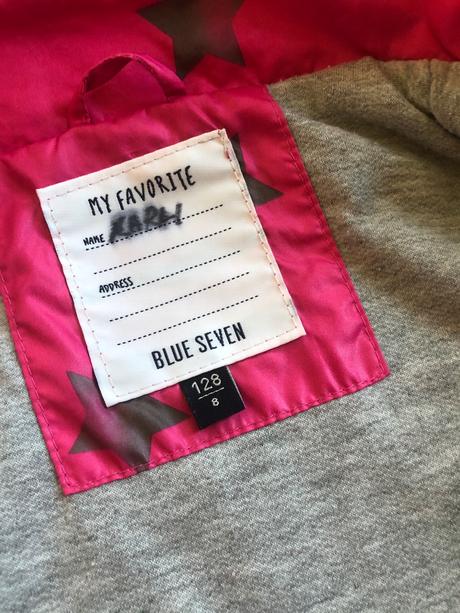 MY FAVORITE
NAME
ADDRESS
BLUE SEVEN
128
8